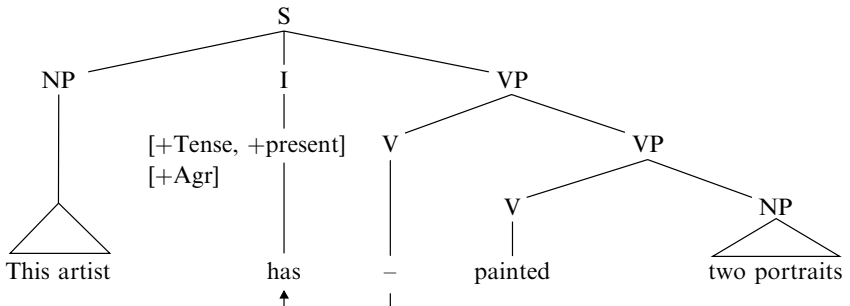 S
NP I VP
[+Tense, +present] V VP
[+Agr]
V NP
This artist has – painted two portraits